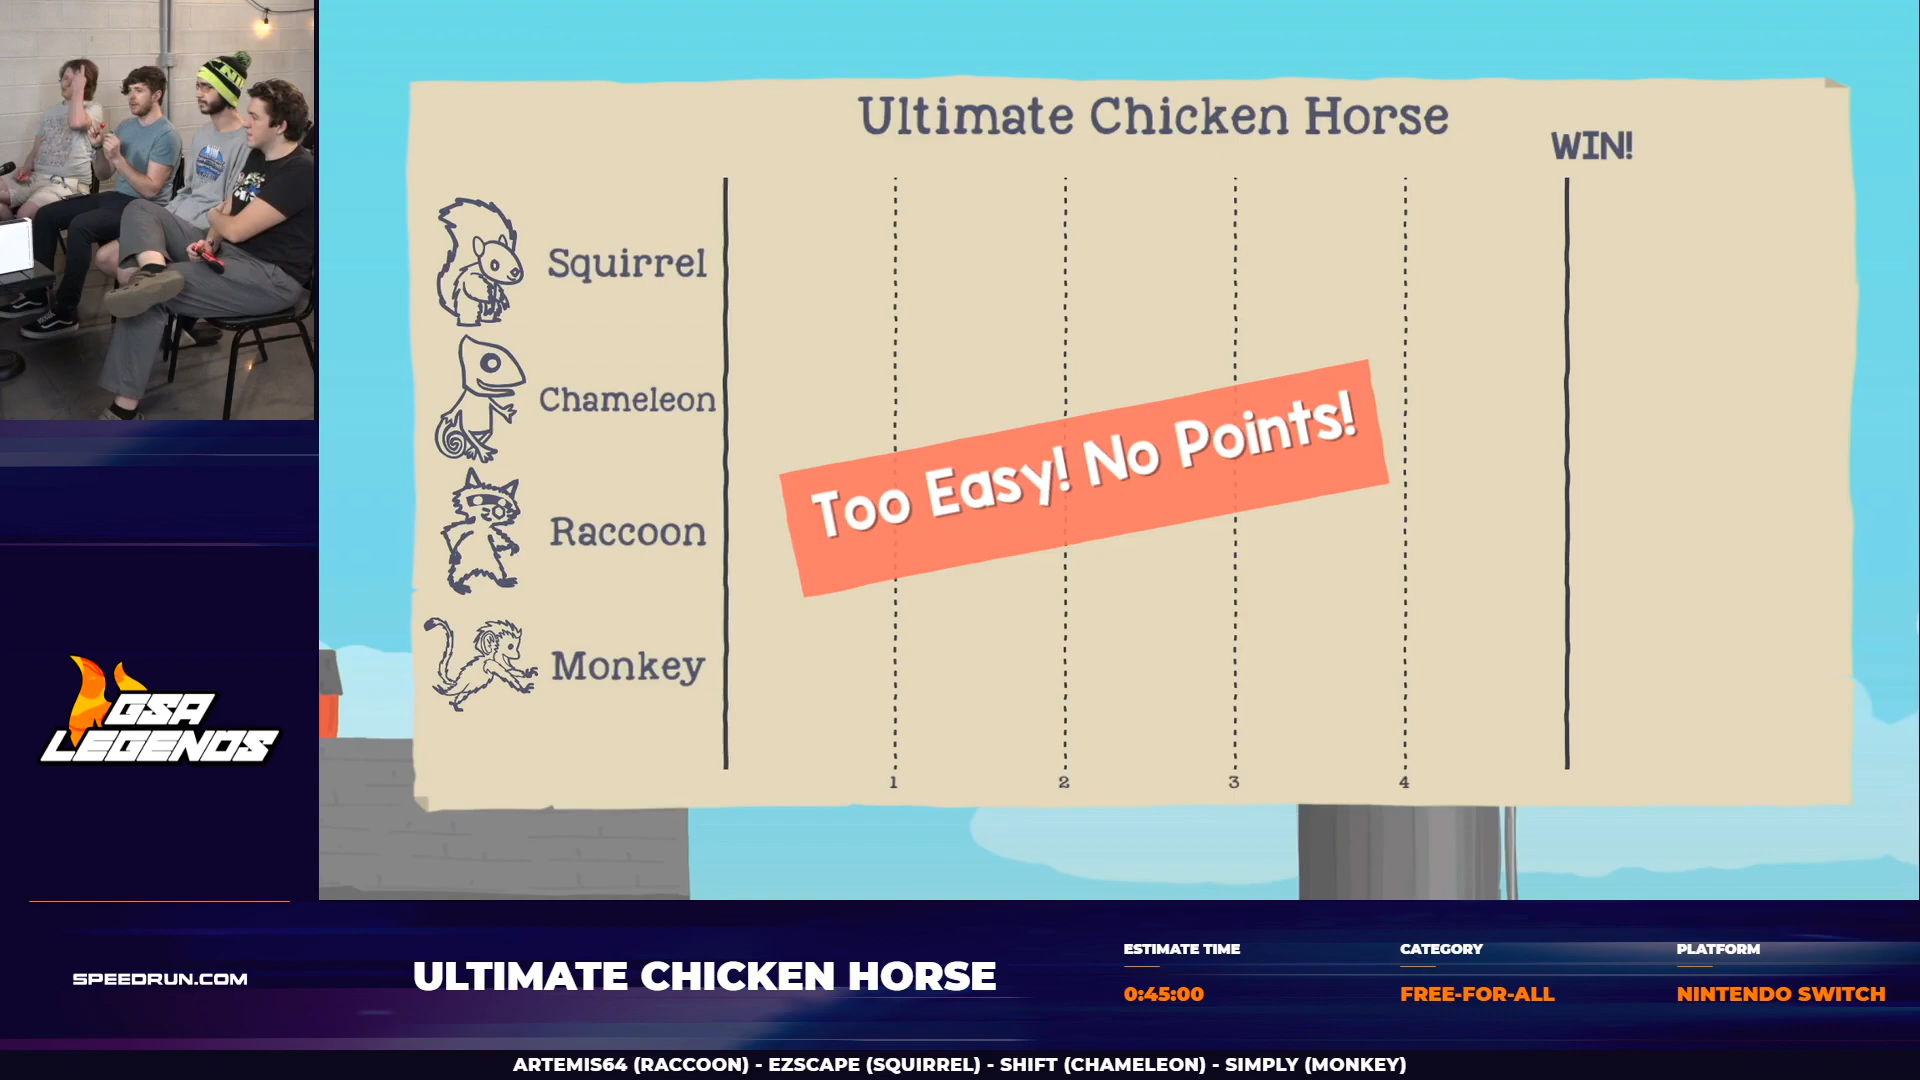 Ultimate Chicken Horse
WIN!
Squirrel
Chameleon
Too Easy! No Points!
Raccoon
Monkey
1 2 3 4
GSA
LEGENDS
SPEEDRUN.COM
ULTIMATE CHICKEN HORSE
ESTIMATE TIME
0:45:00
CATEGORY
FREE-FOR-ALL
PLATFORM
NINTENDO SWITCH
ARTEMIS64 (RACCOON) - EZSCAPE (SQUIRREL) - SHIFT (CHAMELEON) - SIMPLY (MONKEY)